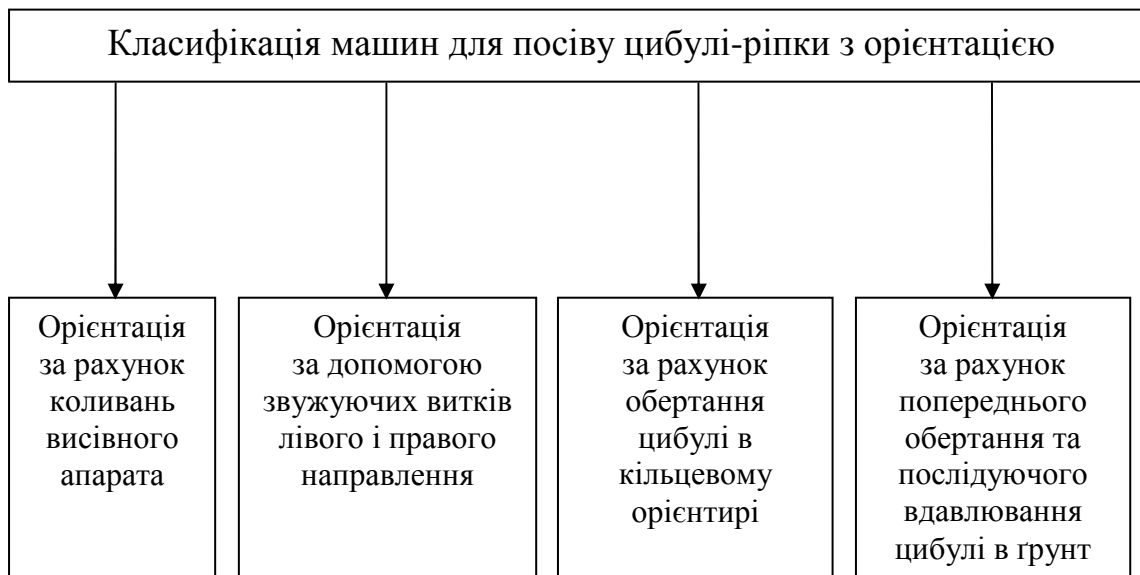 Класифікація машин для посіву цибулі-ріпки з орієнтацією
Орієнтація
за рахунок
коливань
висівного
апарата
Орієнтація
за допомогою
звужуючих витків
лівого і правого
направлення
Орієнтація
за рахунок
обертання
цибулі в
кільцевому
орієнтирі
Орієнтація
за рахунок
попереднього
обертання та
послідуючого
вдавлювання
цибулі в ґрунт